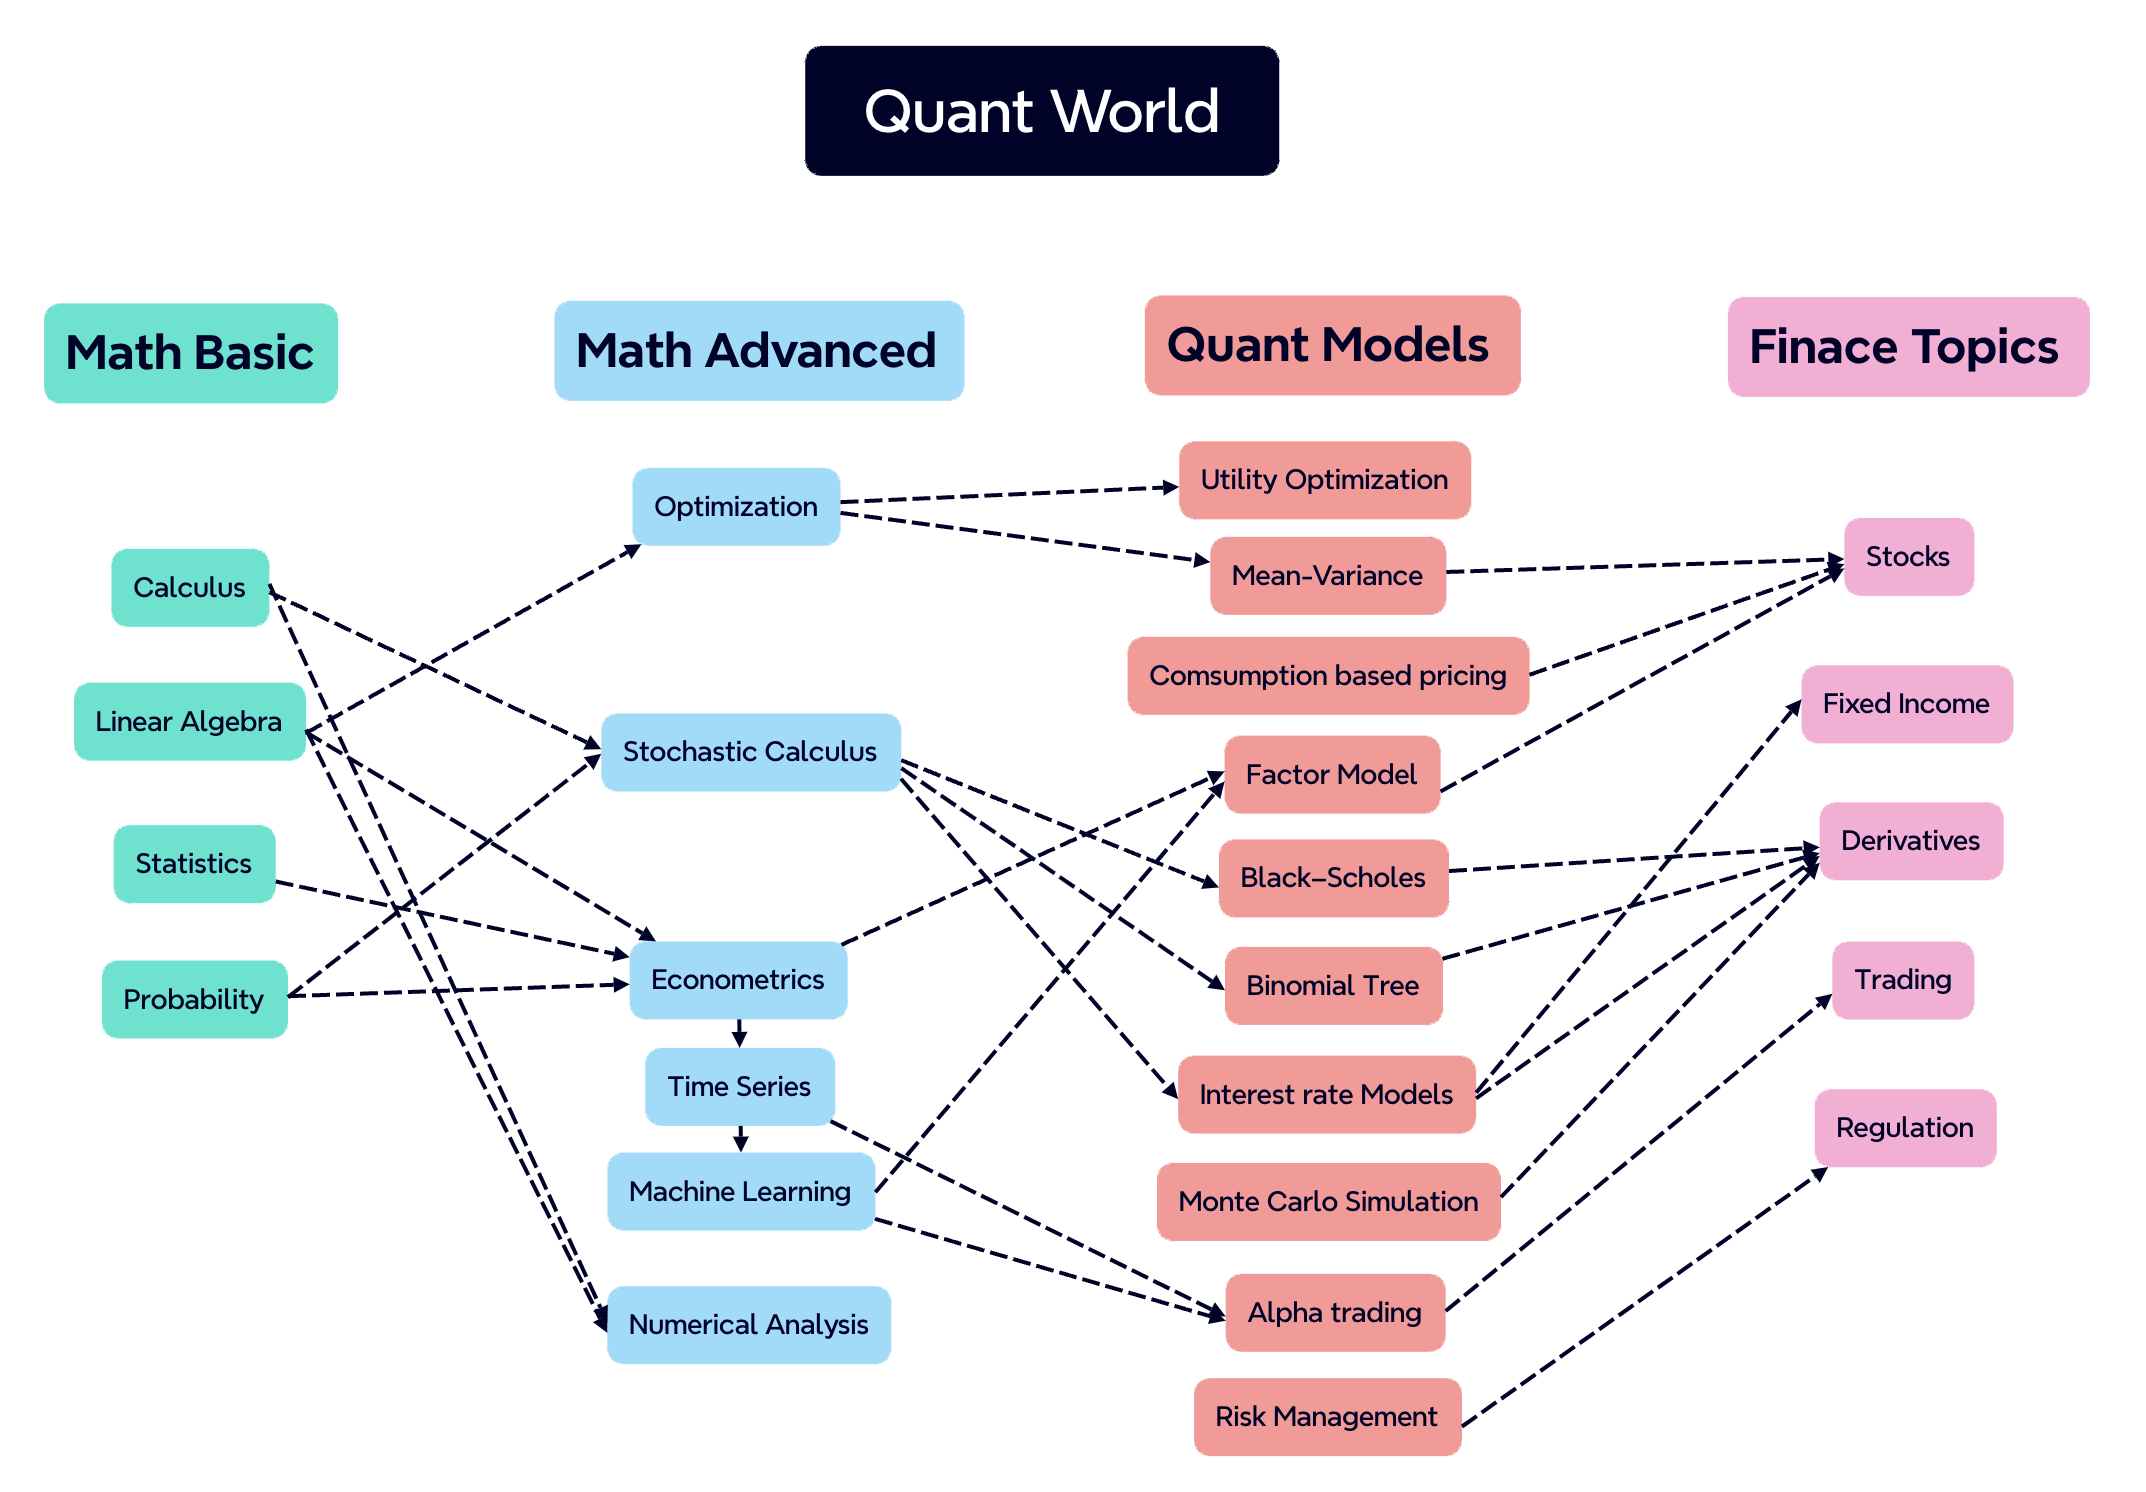 Quant World
Math Basic
Math Advanced
Quant Models
Finace Topics
Calculus
Linear Algebra
Statistics
Probability
Optimization
Stochastic Calculus
Econometrics
Time Series
Machine Learning
Numerical Analysis
Utility Optimization
Mean-Variance
Comsumption based pricing
Factor Model
Black–Scholes
Binomial Tree
Interest rate Models
Monte Carlo Simulation
Alpha trading
Risk Management
Stocks
Fixed Income
Derivatives
Trading
Regulation